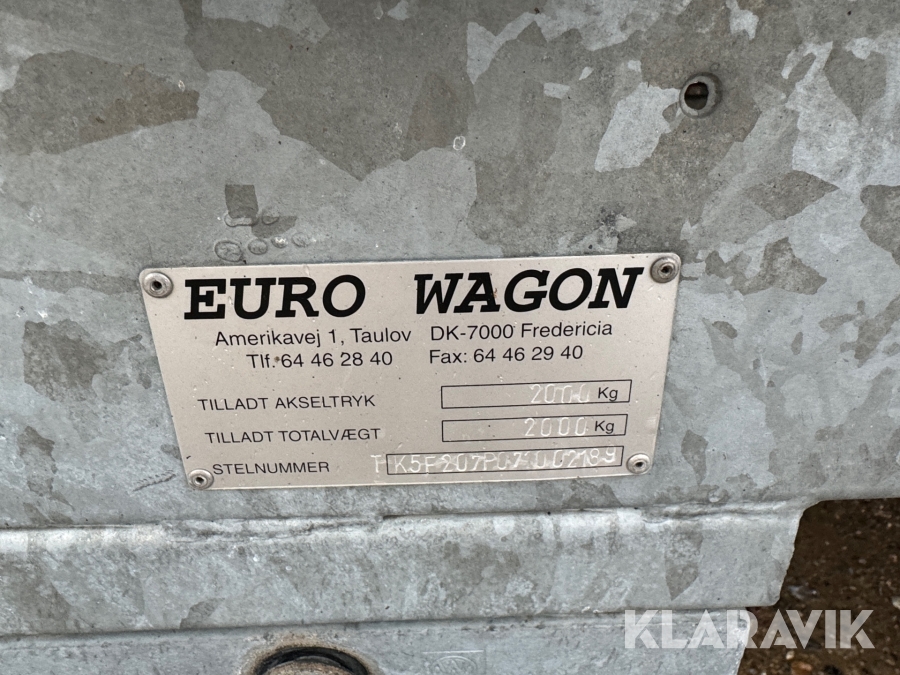 EURO WAGON
Amerikavej 1, Taulov DK-7000 Fredericia
Tlf. 64 46 28 40 Fax: 64 46 29 40
TILLADT AKSELTRYK 2000 Kg
TILLADT TOTALVÆGT 2000 Kg
STELNUMMER
KLARAVIK